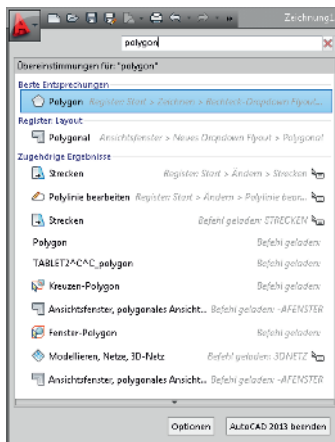 Zeichnung1
polygon
Übereinstimmungen für: "polygon"
Beste Entsprechungen
Polygon Register: Start > Zeichnen > Rechteck-Dropdown Flyout...
Register: Layout
Polygonal Ansichtsfenster > Neues Dropdown Flyout > Polygonal
Zugehörige Ergebnisse
Strecken Register: Start > Ändern > Strecken
Polylinie bearbeiten Register: Start > Ändern > Polylinie bear...
Strecken Befehl geladen: STRECKEN
Polygon Befehl geladen:
TABLET2^C^C_polygon Befehl geladen:
Kreuzen-Polygon Befehl geladen:
Ansichtsfenster, polygonales Ansicht... Befehl geladen: -AFENSTER
Fenster-Polygon Befehl geladen:
Modellieren, Netze, 3D-Netz Befehl geladen: 3DNETZ
Ansichtsfenster, polygonales Ansicht... Befehl geladen: -AFENSTER
Optionen AutoCAD 2013 beenden